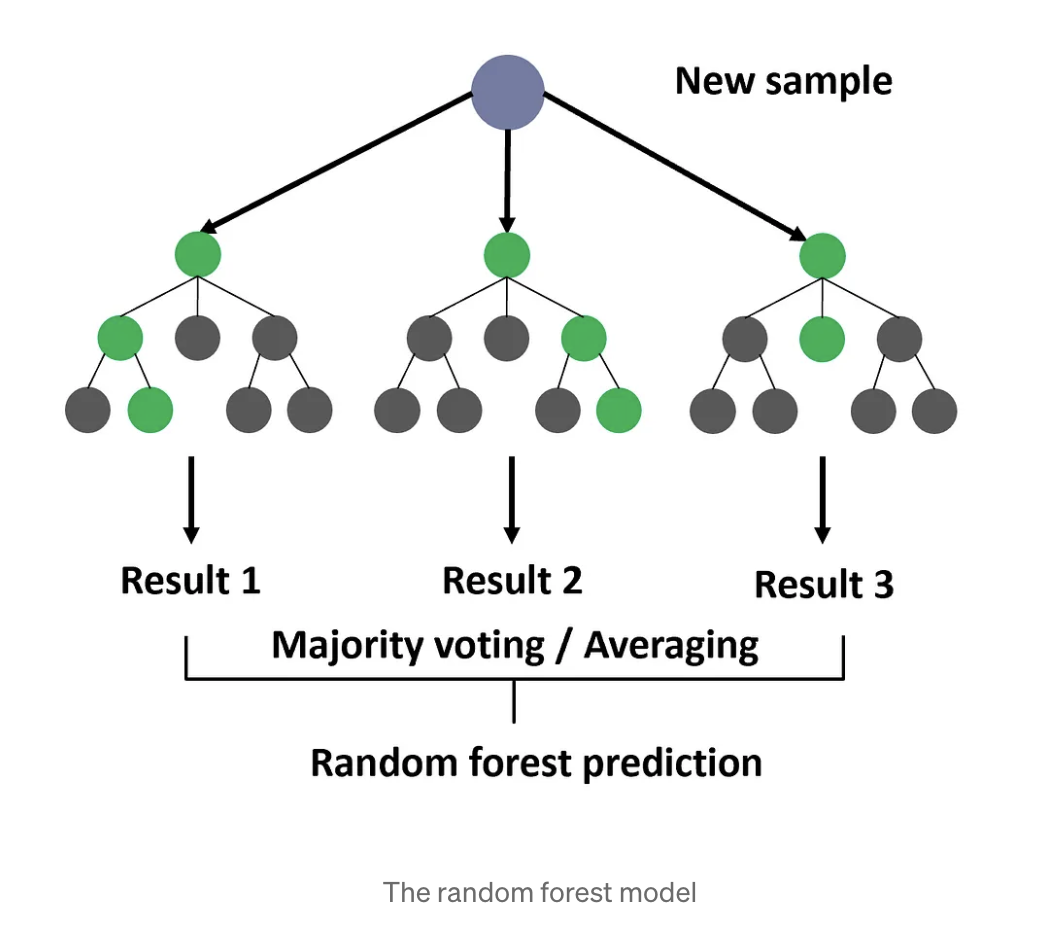 New sample
Result 1
Result 2
Result 3
Majority voting / Averaging
Random forest prediction
The random forest model